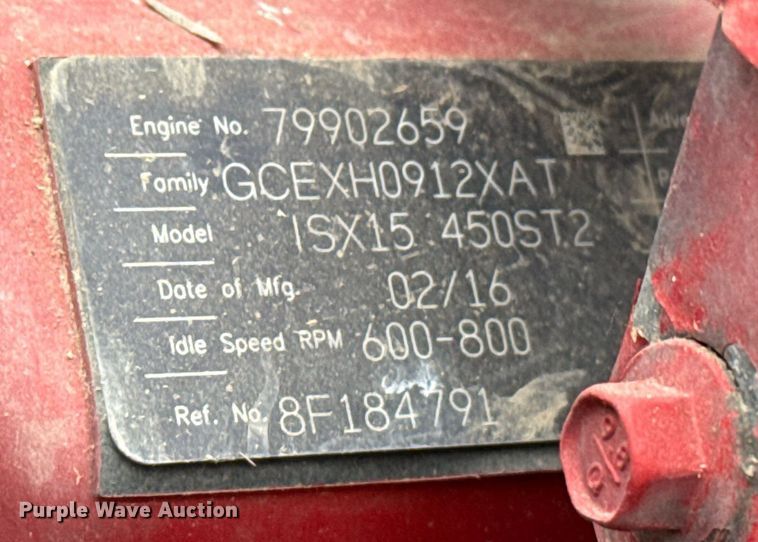 Engine No. 79902659
Family GCEXH0912XAT
Model ISX15 450ST2
Date of Mfg. 02/16
Idle Speed RPM 600-800
Ref. No. 8F184791
Purple Wave Auction